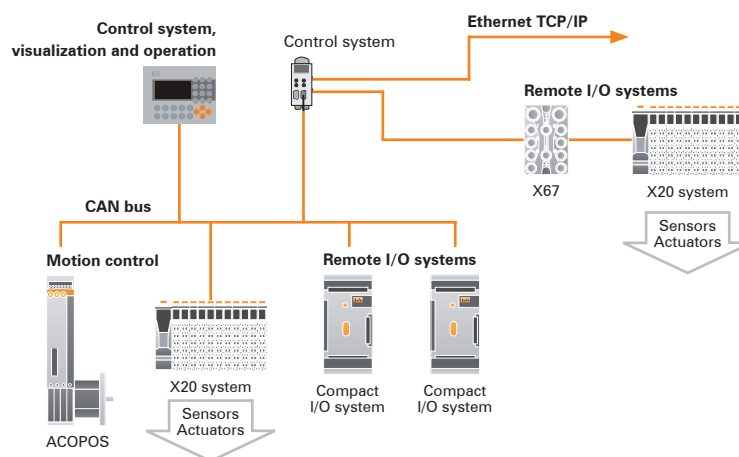 Control system,
visualization and operation
Control system
Ethernet TCP/IP
Remote I/O systems
X67
X20 system
Sensors
Actuators
CAN bus
Motion control
Remote I/O systems
X20 system
Sensors
Actuators
Compact
I/O system
Compact
I/O system
ACOPOS